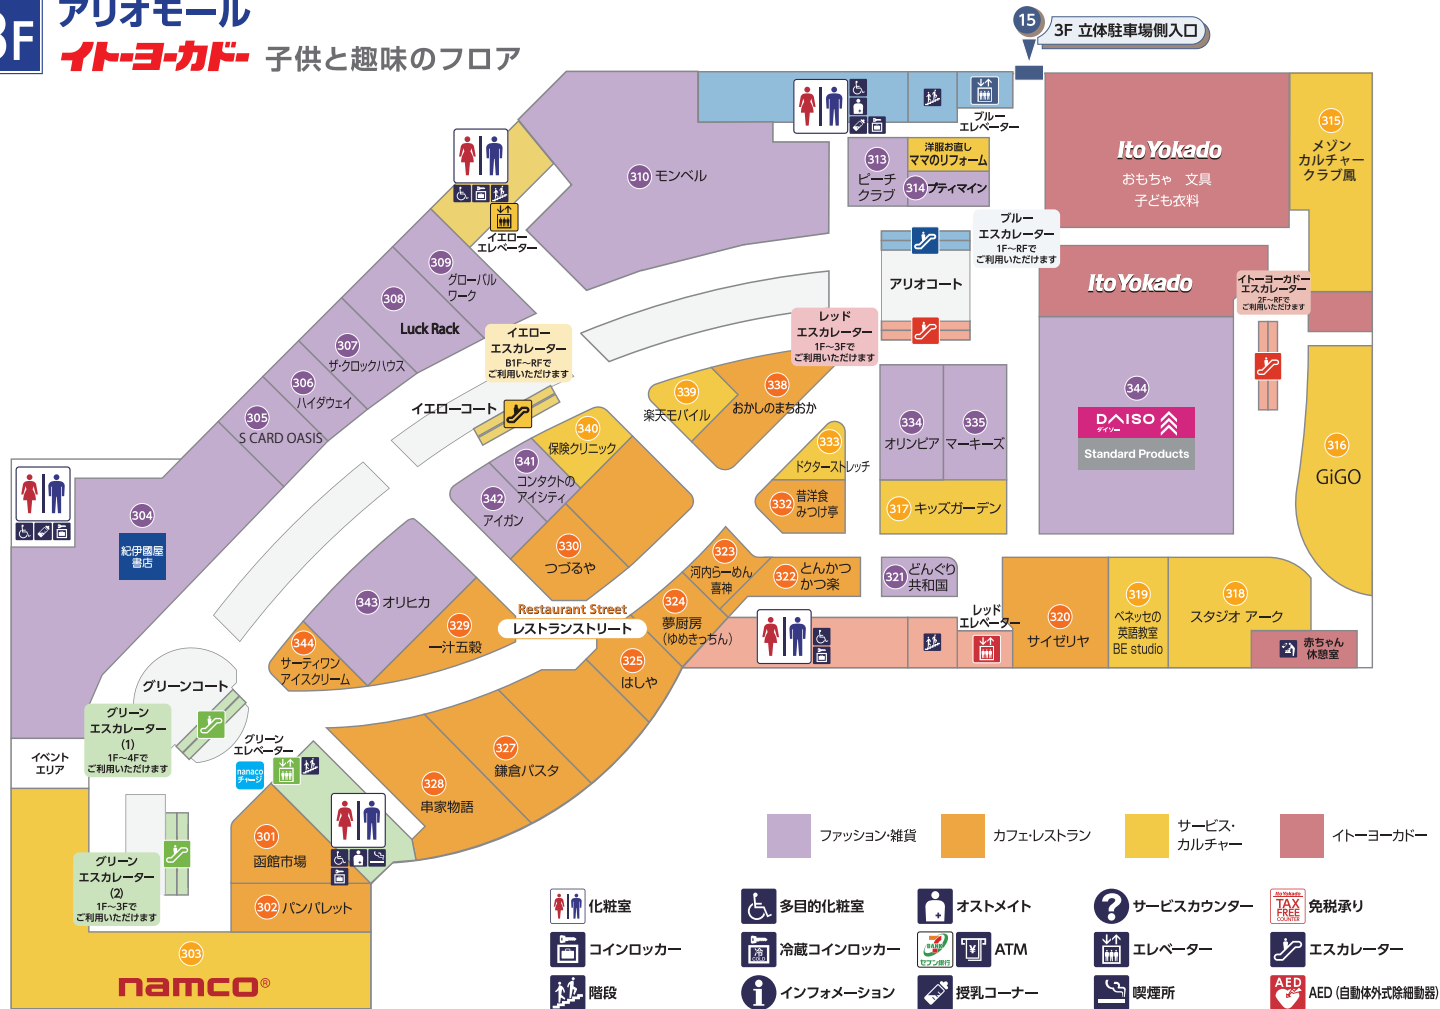 3F
アリオモール
イトーヨーカドー 子供と趣味のフロア
15
3F 立体駐車場側入口
ブルー
エレベーター
ItoYokado
おもちゃ 文具
子ども衣料
315
メゾン
カルチャー
クラブ鳳
313
ピーチ
クラブ
洋服お直し
ママのリフォーム
314 プティマイン
310 モンベル
イエロー
エレベーター
309
グローバル
ワーク
308
Luck Rack
307
ザ・クロックハウス
306
ハイダウェイ
305
S CARD OASIS
304
紀伊國屋
書店
ブルー
エスカレーター
1F~RFで
ご利用いただけます
アリオコート
レッド
エスカレーター
1F~3Fで
ご利用いただけます
ItoYokado
イトーヨーカドー
エスカレーター
2F~RFで
ご利用いただけます
イエロー
エスカレーター
B1F~RFで
ご利用いただけます
イエローコート
339
楽天モバイル
338
おかしのまちおか
340
保険クリニック
341
コンタクトの
アイシティ
342
アイガン
330
つづるや
333
ドクターストレッチ
332 昔洋食
みつけ亭
334
オリンピア
335
マーキーズ
317 キッズガーデン
344
DAISO
ダイソー
Standard Products
316
GiGO
343 オリヒカ
329
一汁五穀
344
サーティワン
アイスクリーム
Restaurant Street
レストランストリート
323
河内らーめん
喜神
322 とんかつ
かつ楽
324
夢厨房
(ゆめきっちん)
325
はしや
327
鎌倉パスタ
328
串家物語
321 どんぐり
共和国
レッド
エレベーター
320
サイゼリヤ
319
ベネッセの
英語教室
BE studio
318
スタジオ アーク
赤ちゃん
休憩室
グリーンコート
グリーン
エスカレーター
(1)
1F~4Fで
ご利用いただけます
イベント
エリア
グリーン
エレベーター
nanaco
チャージ
グリーン
エスカレーター
(2)
1F~3Fで
ご利用いただけます
301
函館市場
302 パンパレット
303
namco®
ファッション・雑貨
カフェ・レストラン
サービス・
カルチャー
イトーヨーカドー
化粧室
多目的化粧室
オストメイト
? サービスカウンター
ItoYokado
TAX
FREE
COUNTER
免税承り
コインロッカー
冷 COLD 冷蔵コインロッカー
7 BANK
セブン銀行
¥ ATM
エレベーター
エスカレーター
階段
i インフォメーション
授乳コーナー
喫煙所
AED AED (自動体外式除細動器)